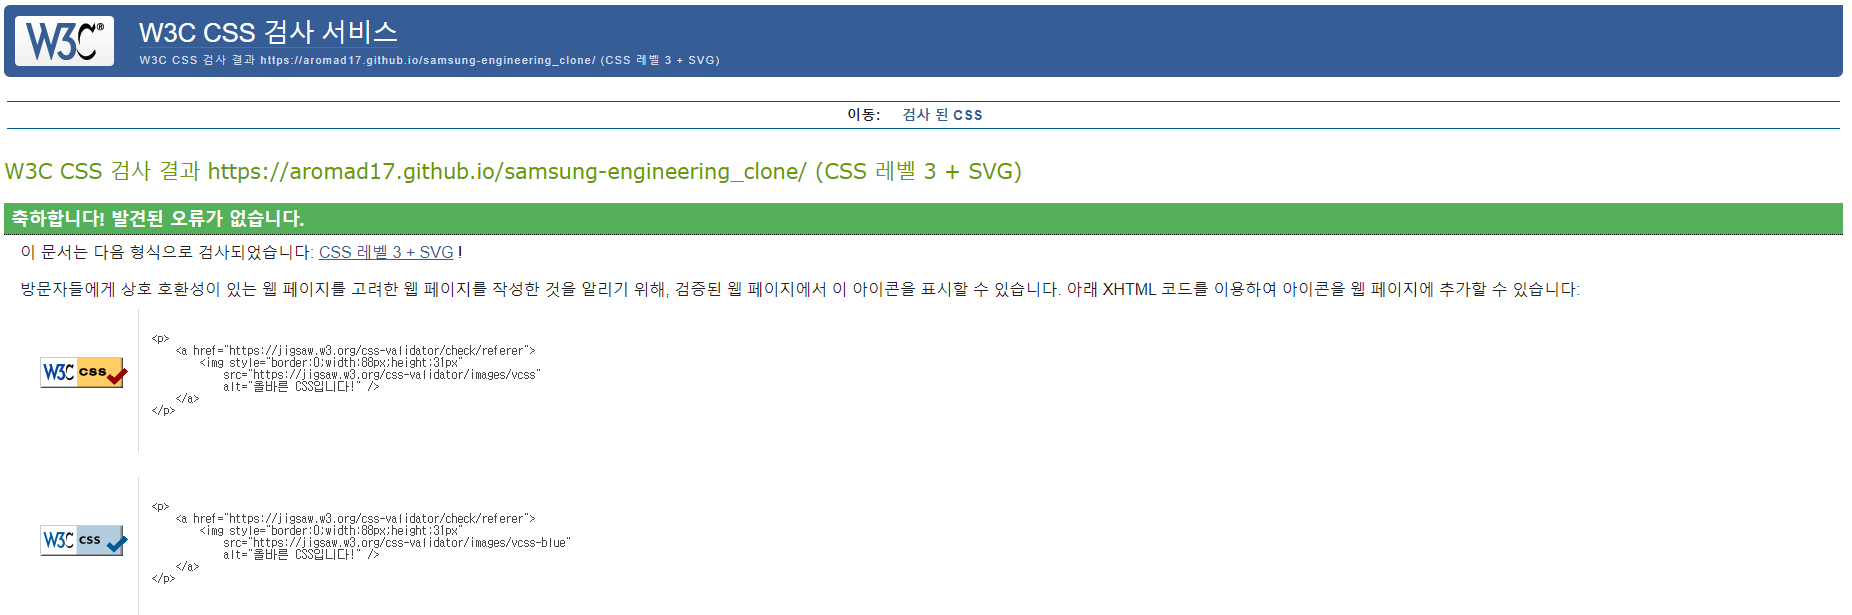 W3C®
W3C CSS 검사 서비스
W3C CSS 검사 결과 https://aromad17.github.io/samsung-engineering_clone/ (CSS 레벨 3 + SVG)
이동: 검사 된 CSS
W3C CSS 검사 결과 https://aromad17.github.io/samsung-engineering_clone/ (CSS 레벨 3 + SVG)
축하합니다! 발견된 오류가 없습니다.
이 문서는 다음 형식으로 검사되었습니다: CSS 레벨 3 + SVG !
방문자들에게 상호 호환성이 있는 웹 페이지를 고려한 웹 페이지를 작성한 것을 알리기 위해, 검증된 웹 페이지에서 이 아이콘을 표시할 수 있습니다. 아래 XHTML 코드를 이용하여 아이콘을 웹 페이지에 추가할 수 있습니다:
W3C css
<p>
<a href="https://jigsaw.w3.org/css-validator/check/referer">
<img style="border:0;width:88px;height:31px"
src="https://jigsaw.w3.org/css-validator/images/vcss"
alt="올바른 CSS입니다!" />
</a>
</p>
W3C css
<p>
<a href="https://jigsaw.w3.org/css-validator/check/referer">
<img style="border:0;width:88px;height:31px"
src="https://jigsaw.w3.org/css-validator/images/vcss-blue"
alt="올바른 CSS입니다!" />
</a>
</p>